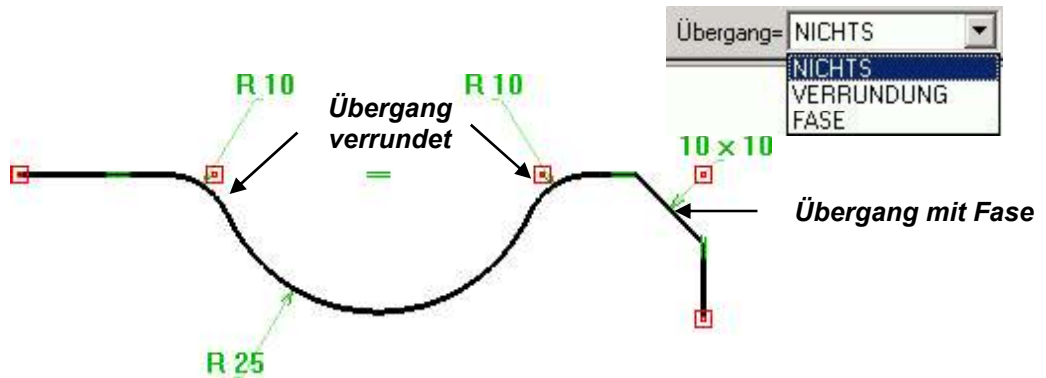 Übergang= NICHTS
NICHTS
VERRUNDUNG
FASE
R 10
R 10
Übergang
verrundet
10 × 10
Übergang mit Fase
R 25